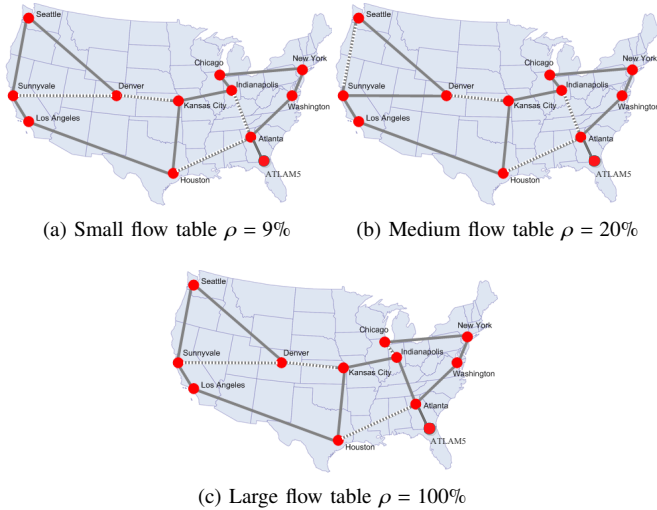 Seattle
Chicago
New York
Sunnyvale
Denver
Indianapolis
Kansas City
Washington
Los Angeles
Atlanta
Houston
ATLAM5
(a) Small flow table ρ = 9%
Seattle
Chicago
New York
Sunnyvale
Denver
Indianapolis
Kansas City
Washington
Los Angeles
Atlanta
Houston
ATLAM5
(b) Medium flow table ρ = 20%
Seattle
Chicago
New York
Sunnyvale
Denver
Indianapolis
Kansas City
Washington
Los Angeles
Atlanta
Houston
ATLAM5
(c) Large flow table ρ = 100%